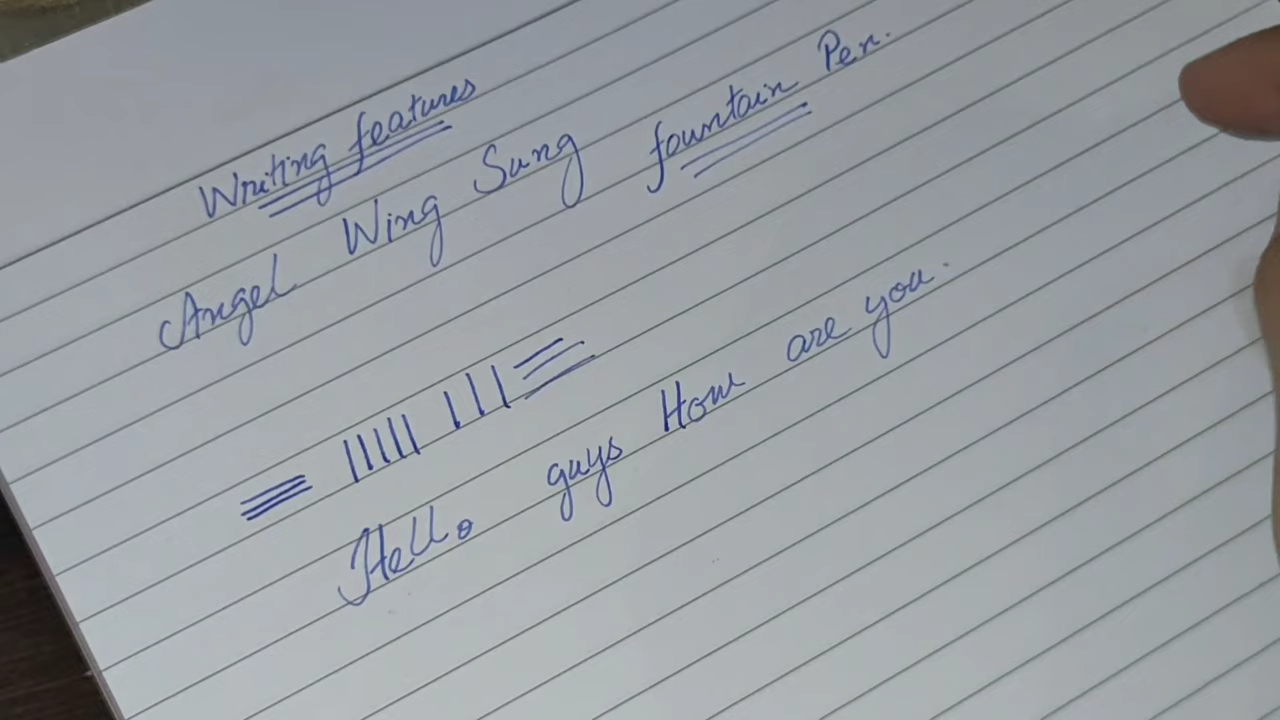 Writing features
Angel Wing Sung fountain Pen.
Hello guys How are you.